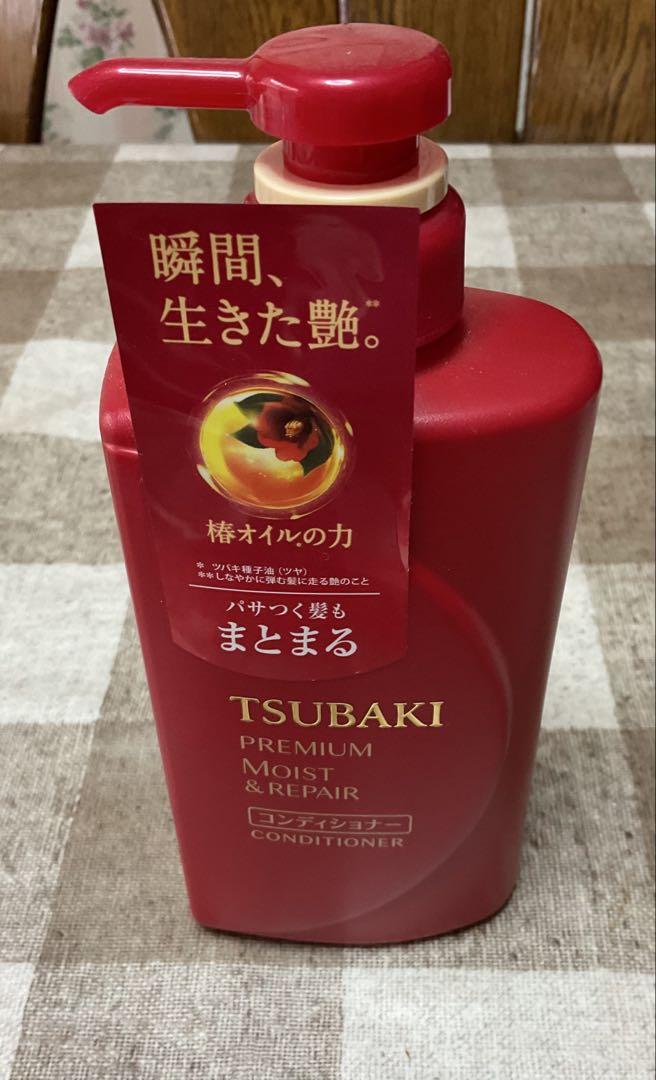 瞬間、
生きた艶。**
椿オイル*の力
* ツバキ種子油（ツヤ）
**しなやかに弾む髪に走る艶のこと
パサつく髪も
まとまる
TSUBAKI
PREMIUM
MOIST
& REPAIR
コンディショナー
CONDITIONER